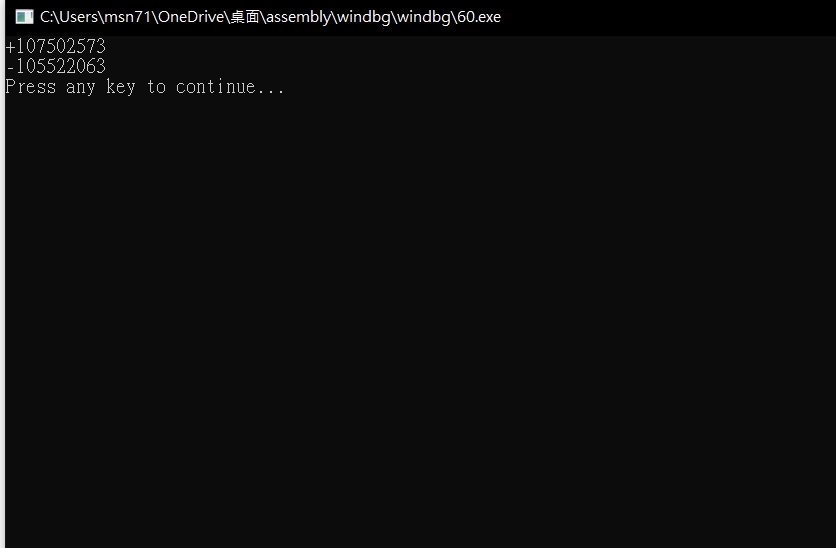 C:\Users\msn71\OneDrive\桌面\assembly\windbg\windbg\60.exe
+107502573
-105522063
Press any key to continue...